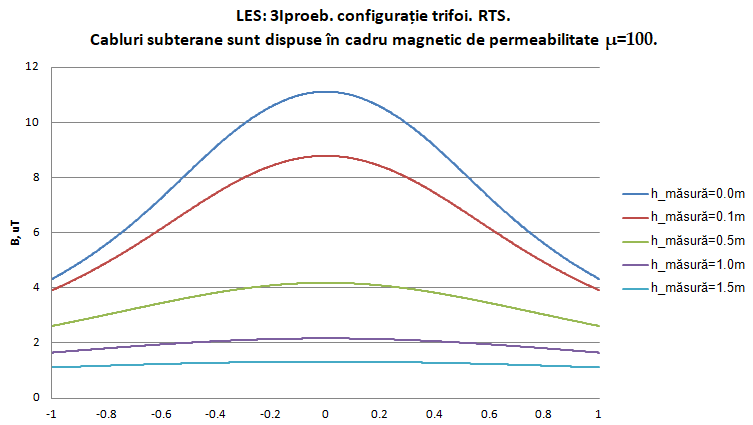 LES: 3Iproeb. configurație trifoi. RTS.
Cabluri subterane sunt dispuse în cadru magnetic de permeabilitate μ=100.
B, uT
12
10
8
6
4
2
0
-1 -0.8 -0.6 -0.4 -0.2 0 0.2 0.4 0.6 0.8 1
h_măsură=0.0m
h_măsură=0.1m
h_măsură=0.5m
h_măsură=1.0m
h_măsură=1.5m